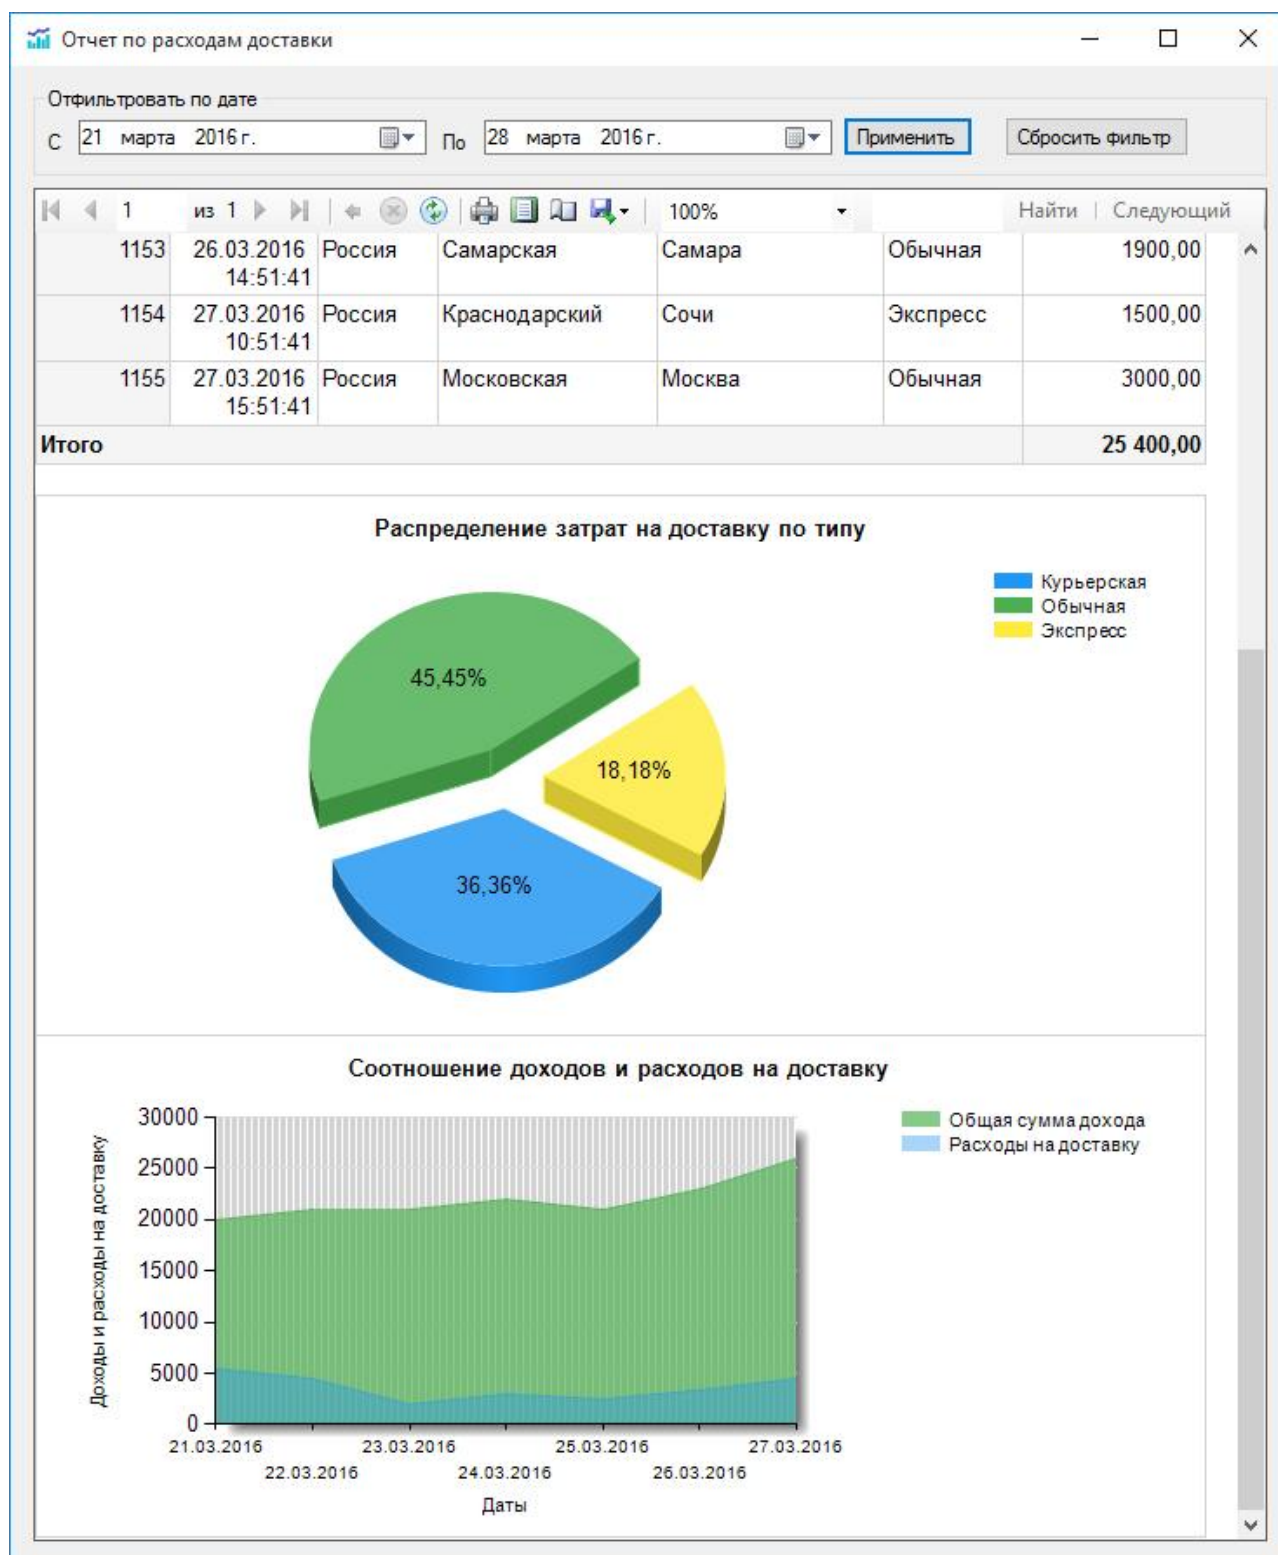 Отчет по расходам доставки
Отфильтровать по дате
С 21 марта 2016 г. По 28 марта 2016 г. Применить Сбросить фильтр
1 из 1 100% Найти | Следующий
1153 26.03.2016 Россия Самарская Самара Обычная 1900,00
14:51:41
1154 27.03.2016 Россия Краснодарский Сочи Экспресс 1500,00
10:51:41
1155 27.03.2016 Россия Московская Москва Обычная 3000,00
15:51:41
Итого 25 400,00
Распределение затрат на доставку по типу
Курьерская
Обычная
Экспресс
45,45%
18,18%
36,36%
Соотношение доходов и расходов на доставку
Общая сумма дохода
Расходы на доставку
Доходы и расходы на доставку
30000
25000
20000
15000
10000
5000
0
21.03.2016 23.03.2016 25.03.2016 27.03.2016
22.03.2016 24.03.2016 26.03.2016
Даты